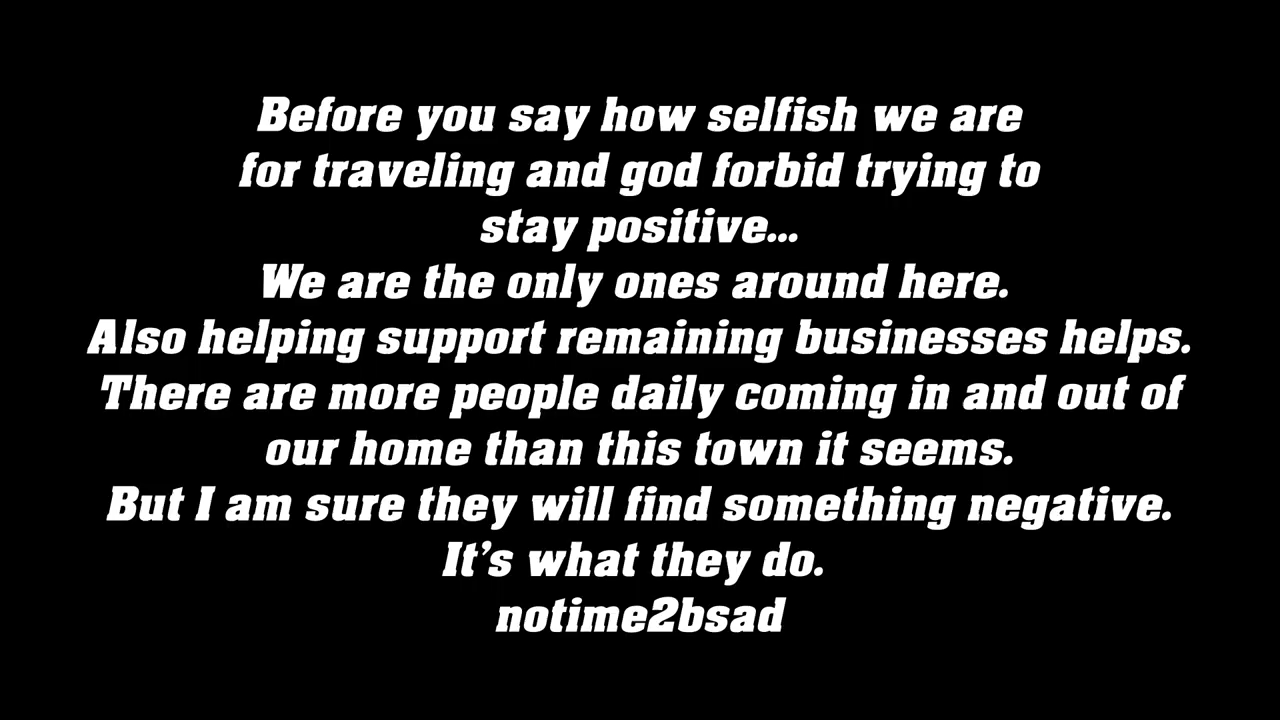 Before you say how selfish we are
for traveling and god forbid trying to
stay positive...
We are the only ones around here.
Also helping support remaining businesses helps.
There are more people daily coming in and out of
our home than this town it seems.
But I am sure they will find something negative.
It’s what they do.
notime2bsad